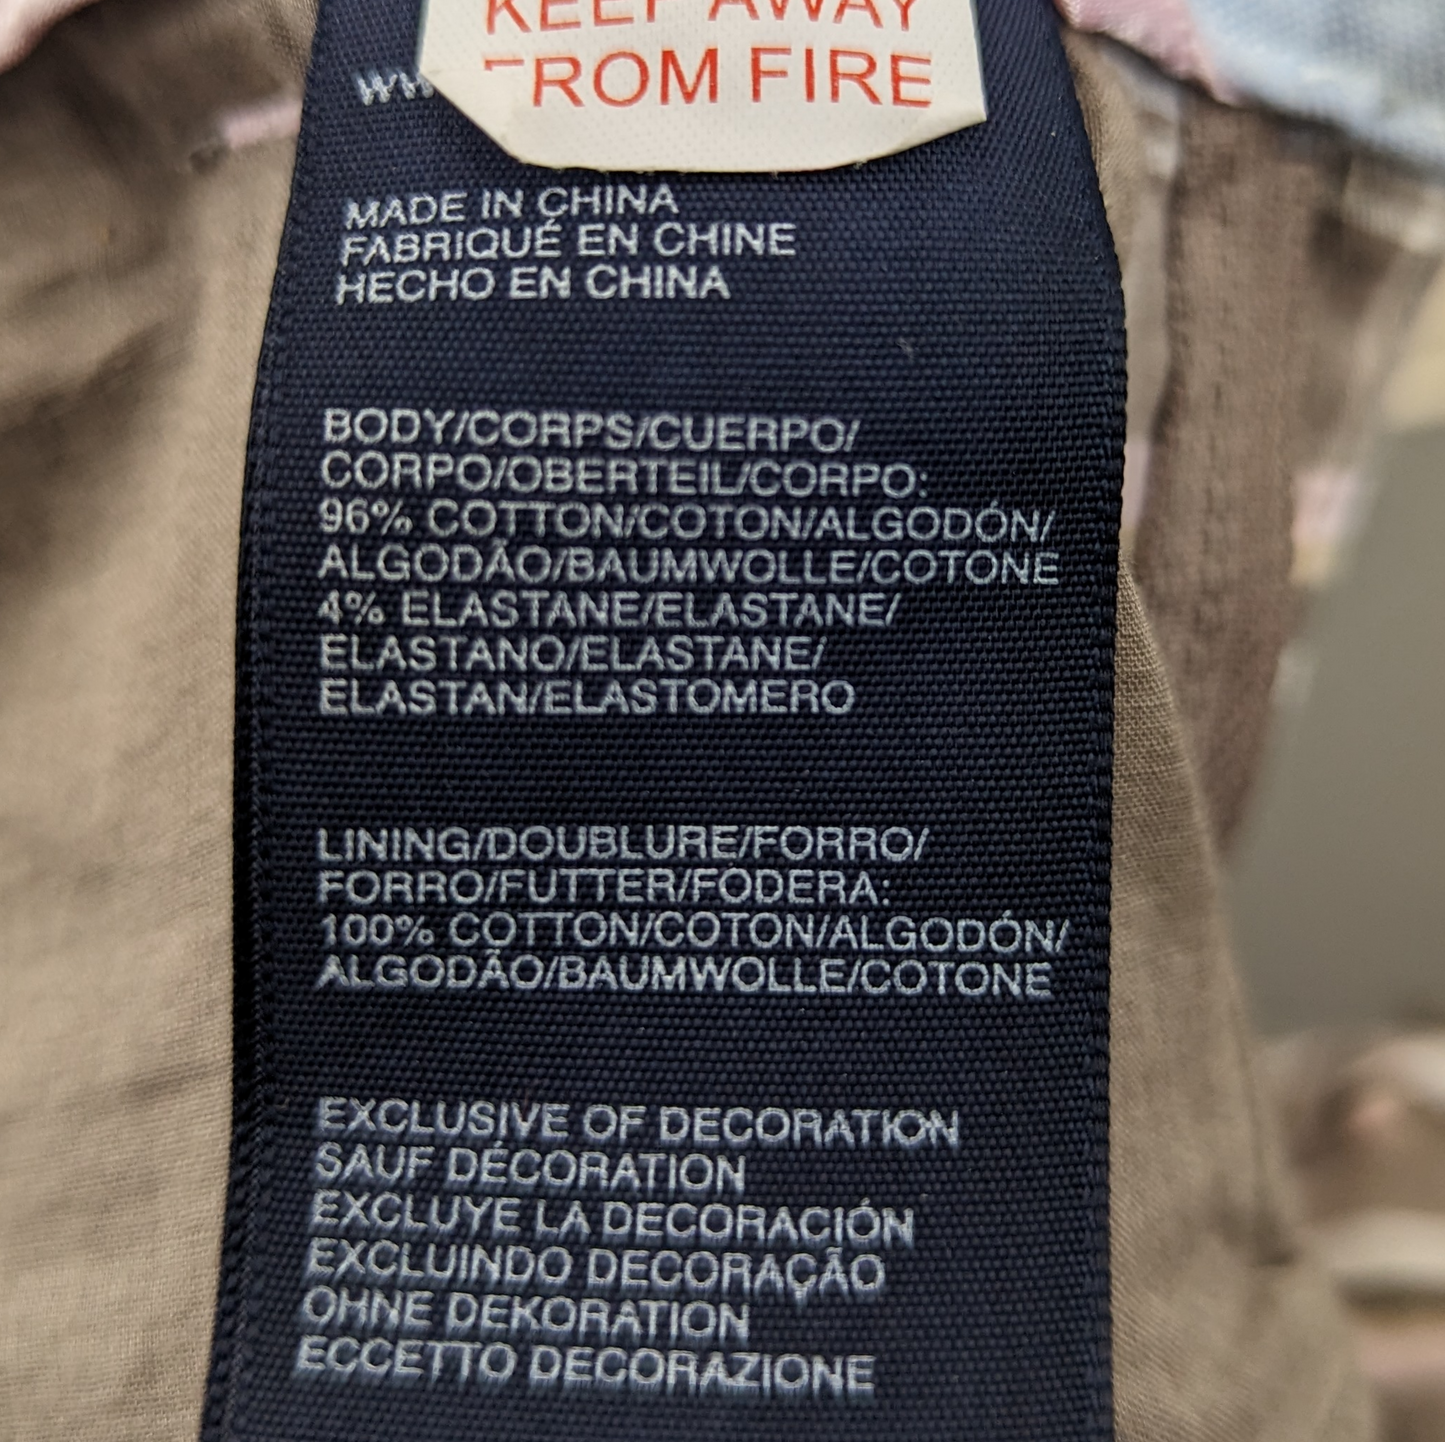 KEEP AWAY
FROM FIRE
MADE IN CHINA
FABRIQUÉ EN CHINE
HECHO EN CHINA
BODY/CORPS/CUERPO/
CORPO/OBERTEIL/CORPO:
96% COTTON/COTON/ALGODÓN/
ALGODÃO/BAUMWOLLE/COTONE
4% ELASTANE/ELASTANE/
ELASTANO/ELASTANE/
ELASTAN/ELASTOMERO
LINING/DOUBLURE/FORRO/
FORRO/FUTTER/FODERA:
100% COTTON/COTON/ALGODÓN/
ALGODÃO/BAUMWOLLE/COTONE
EXCLUSIVE OF DECORATION
SAUF DÉCORATION
EXCLUYE LA DECORACIÓN
EXCLUINDO DECORAÇÃO
OHNE DEKORATION
ECCETTO DECORAZIONE